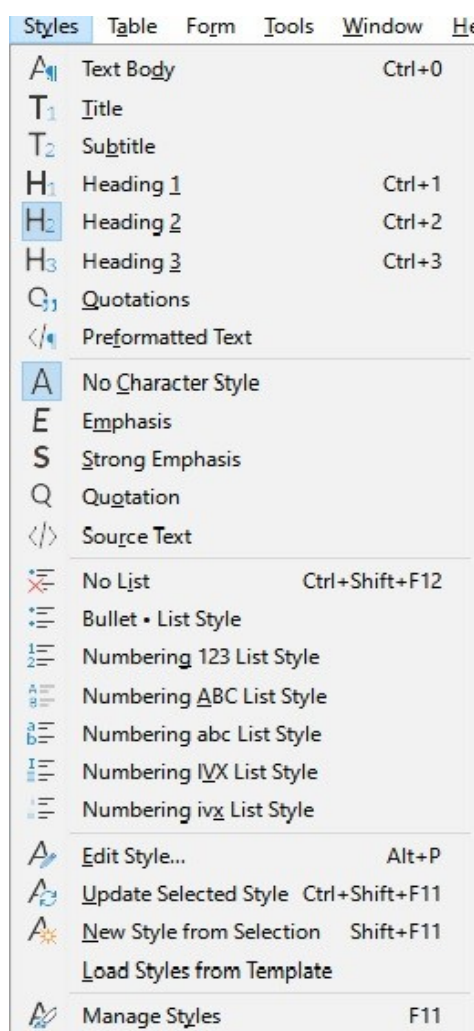 Styles Table Form Tools Window He
Text Body Ctrl+0
Title
Subtitle
Heading 1 Ctrl+1
Heading 2 Ctrl+2
Heading 3 Ctrl+3
Quotations
Preformatted Text
No Character Style
Emphasis
Strong Emphasis
Quotation
Source Text
No List Ctrl+Shift+F12
Bullet • List Style
Numbering 123 List Style
Numbering ABC List Style
Numbering abc List Style
Numbering IVX List Style
Numbering ivx List Style
Edit Style... Alt+P
Update Selected Style Ctrl+Shift+F11
New Style from Selection Shift+F11
Load Styles from Template
Manage Styles F11